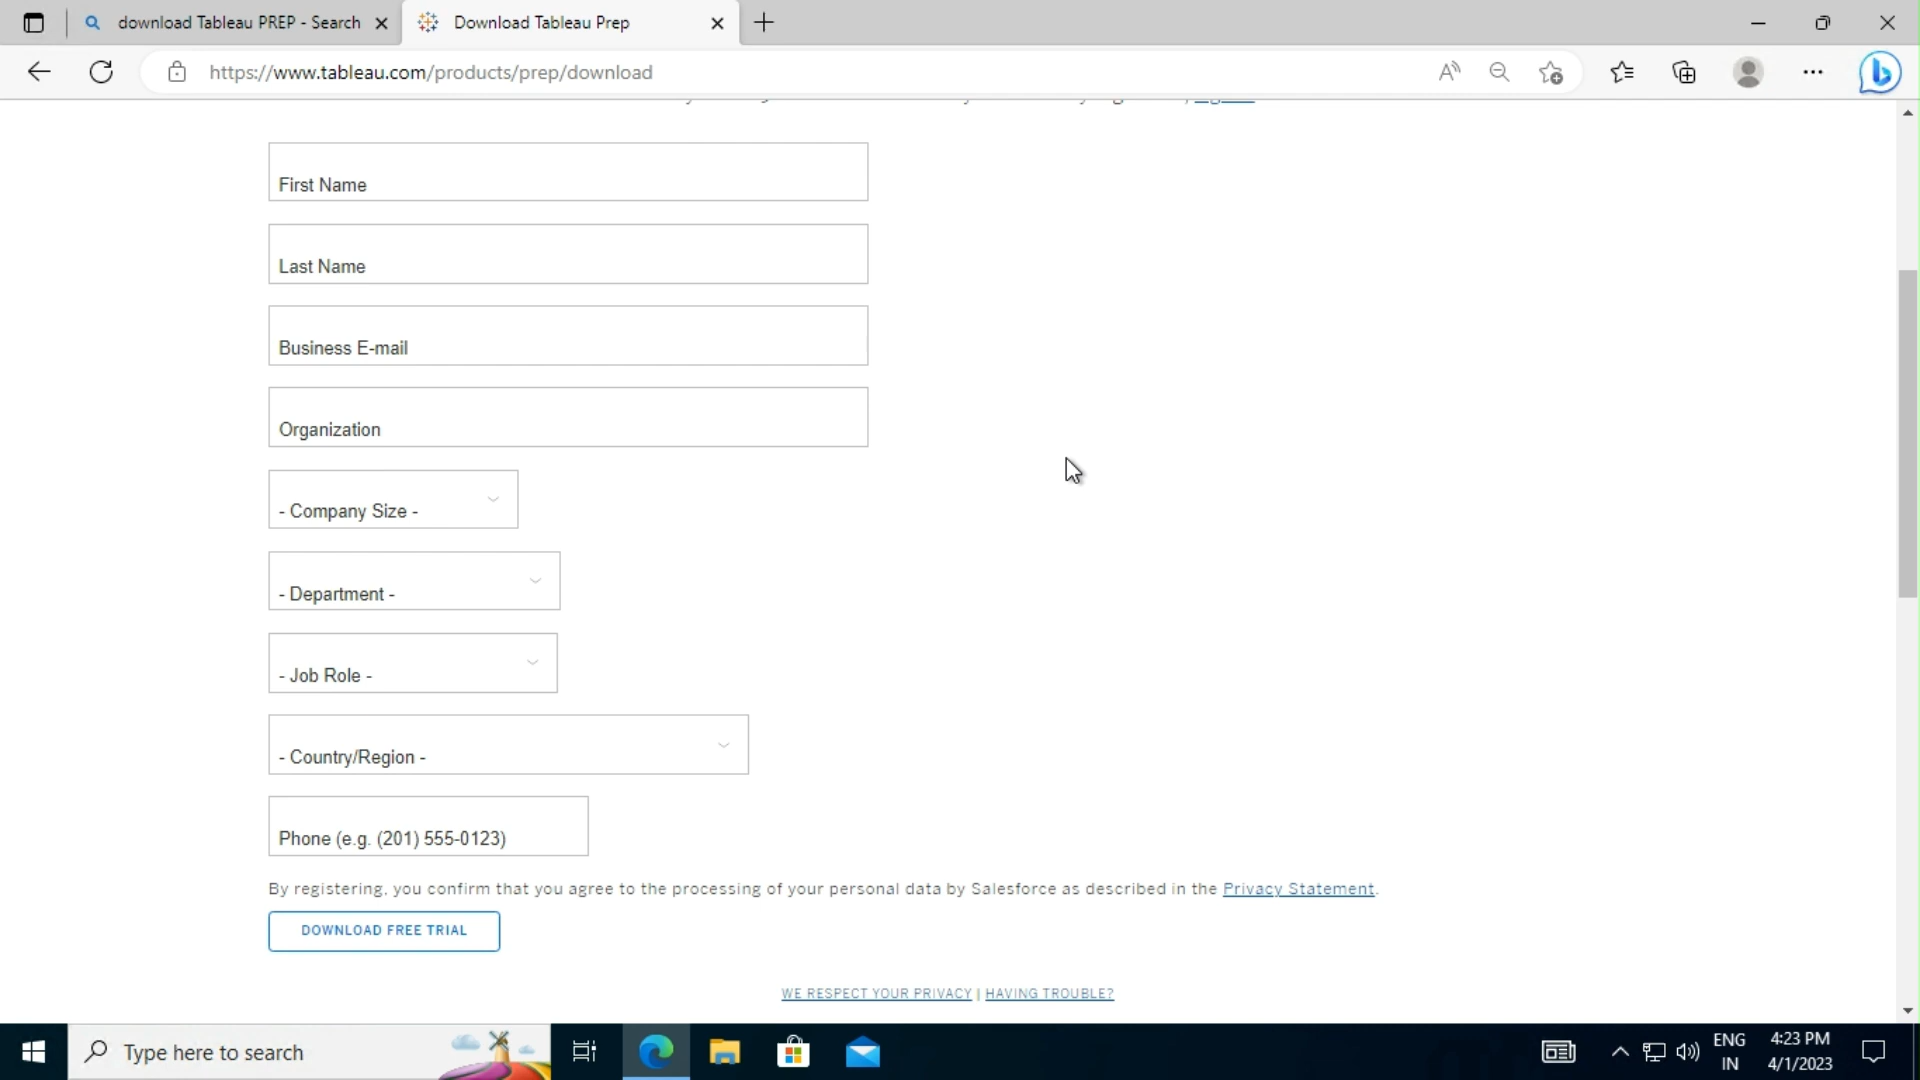 download Tableau PREP - Search
Download Tableau Prep
https://www.tableau.com/products/prep/download
First Name
Last Name
Business E-mail
Organization
- Company Size -
- Department -
- Job Role -
- Country/Region -
Phone (e.g. (201) 555-0123)
By registering, you confirm that you agree to the processing of your personal data by Salesforce as described in the Privacy Statement.
DOWNLOAD FREE TRIAL
WE RESPECT YOUR PRIVACY | HAVING TROUBLE?
Type here to search
ENG
IN
4:23 PM
4/1/2023